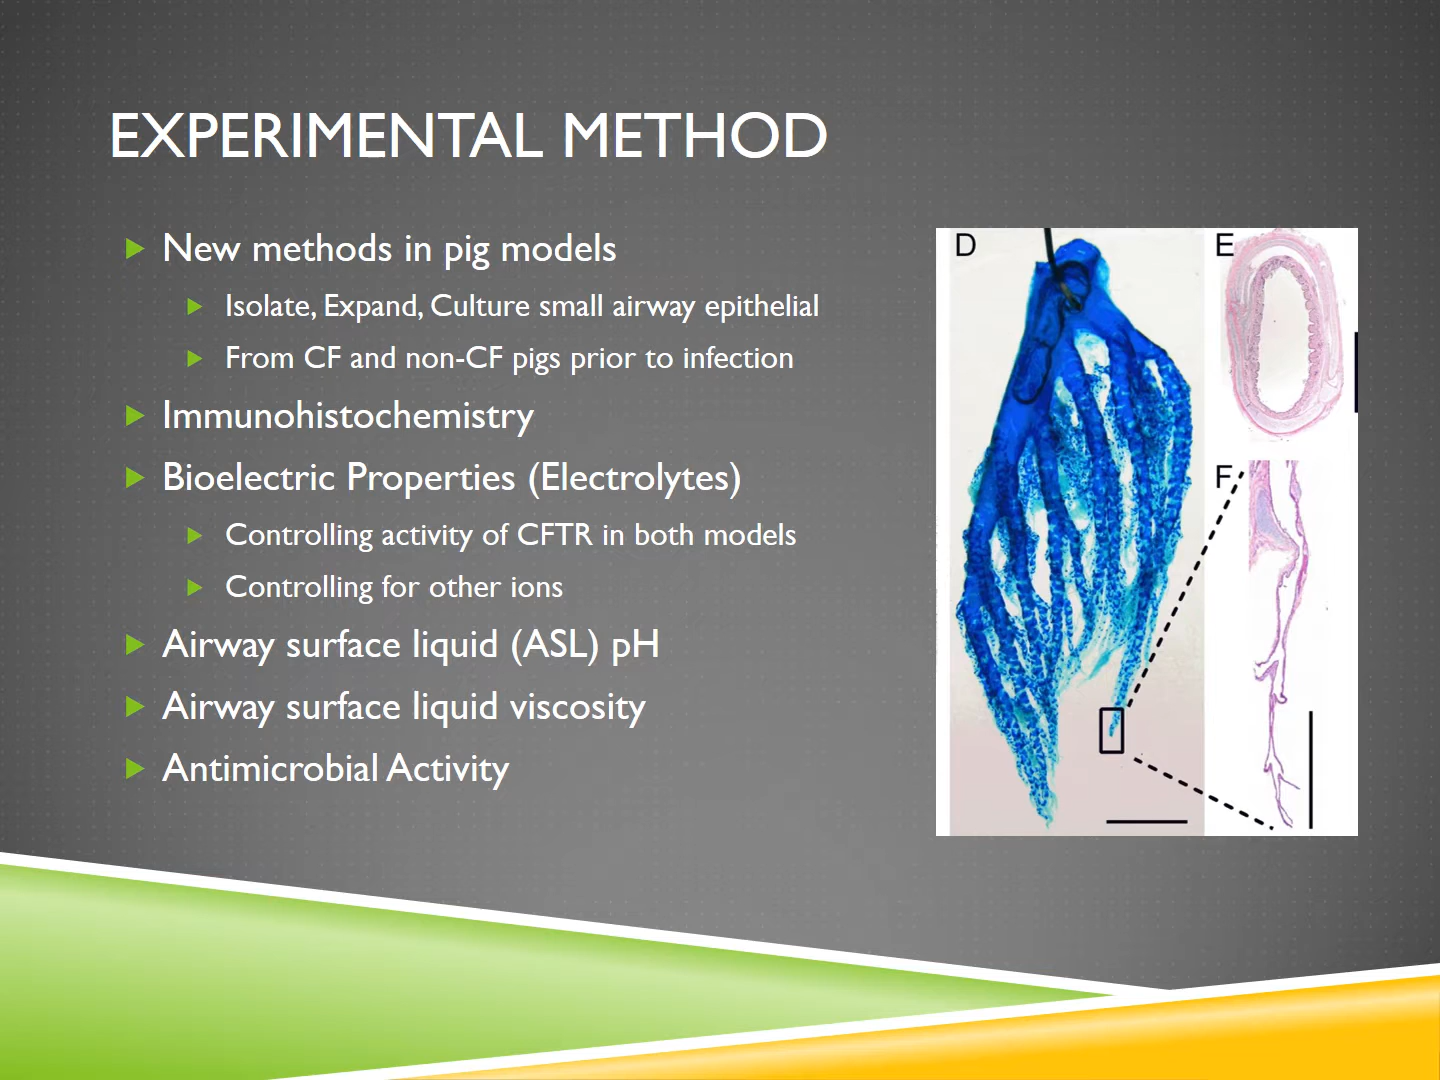 EXPERIMENTAL METHOD
New methods in pig models
Isolate, Expand, Culture small airway epithelial
From CF and non-CF pigs prior to infection
Immunohistochemistry
Bioelectric Properties (Electrolytes)
Controlling activity of CFTR in both models
Controlling for other ions
Airway surface liquid (ASL) pH
Airway surface liquid viscosity
Antimicrobial Activity
D
E
F